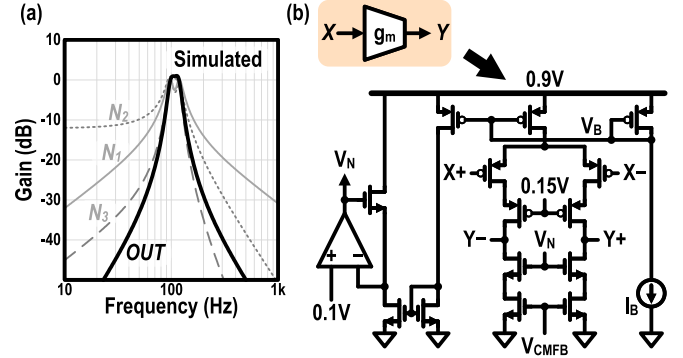 (a)
Simulated
10
0
-10
-20
-30
-40
Gain (dB)
N2
N1
N3
OUT
10
100
1k
Frequency (Hz)
(b)
X
gm
Y
0.9V
VB
VN
X+
0.15V
X−
Y−
VN
Y+
+
−
0.1V
IB
VCMFB